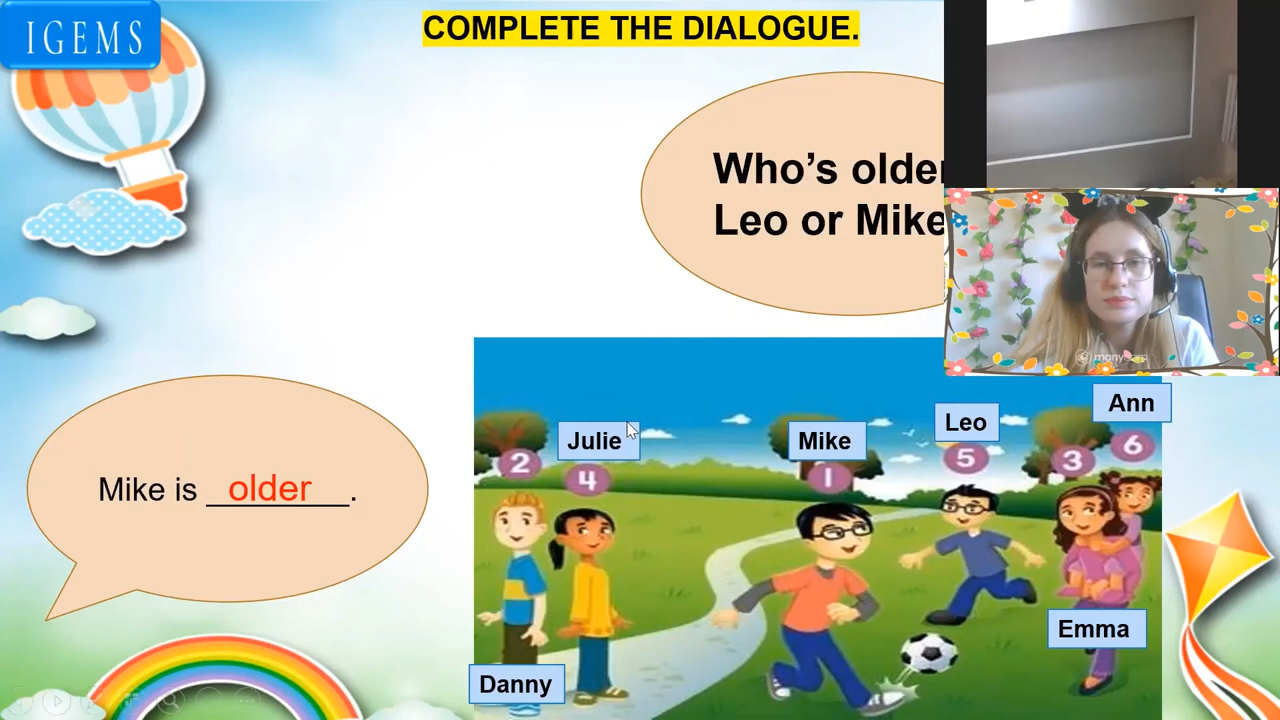 IGEMS
COMPLETE THE DIALOGUE.
Who's older
Leo or Mike
Mike is older.
Ann
6
Leo
5
3
Julie
4
2
Mike
1
Emma
Danny